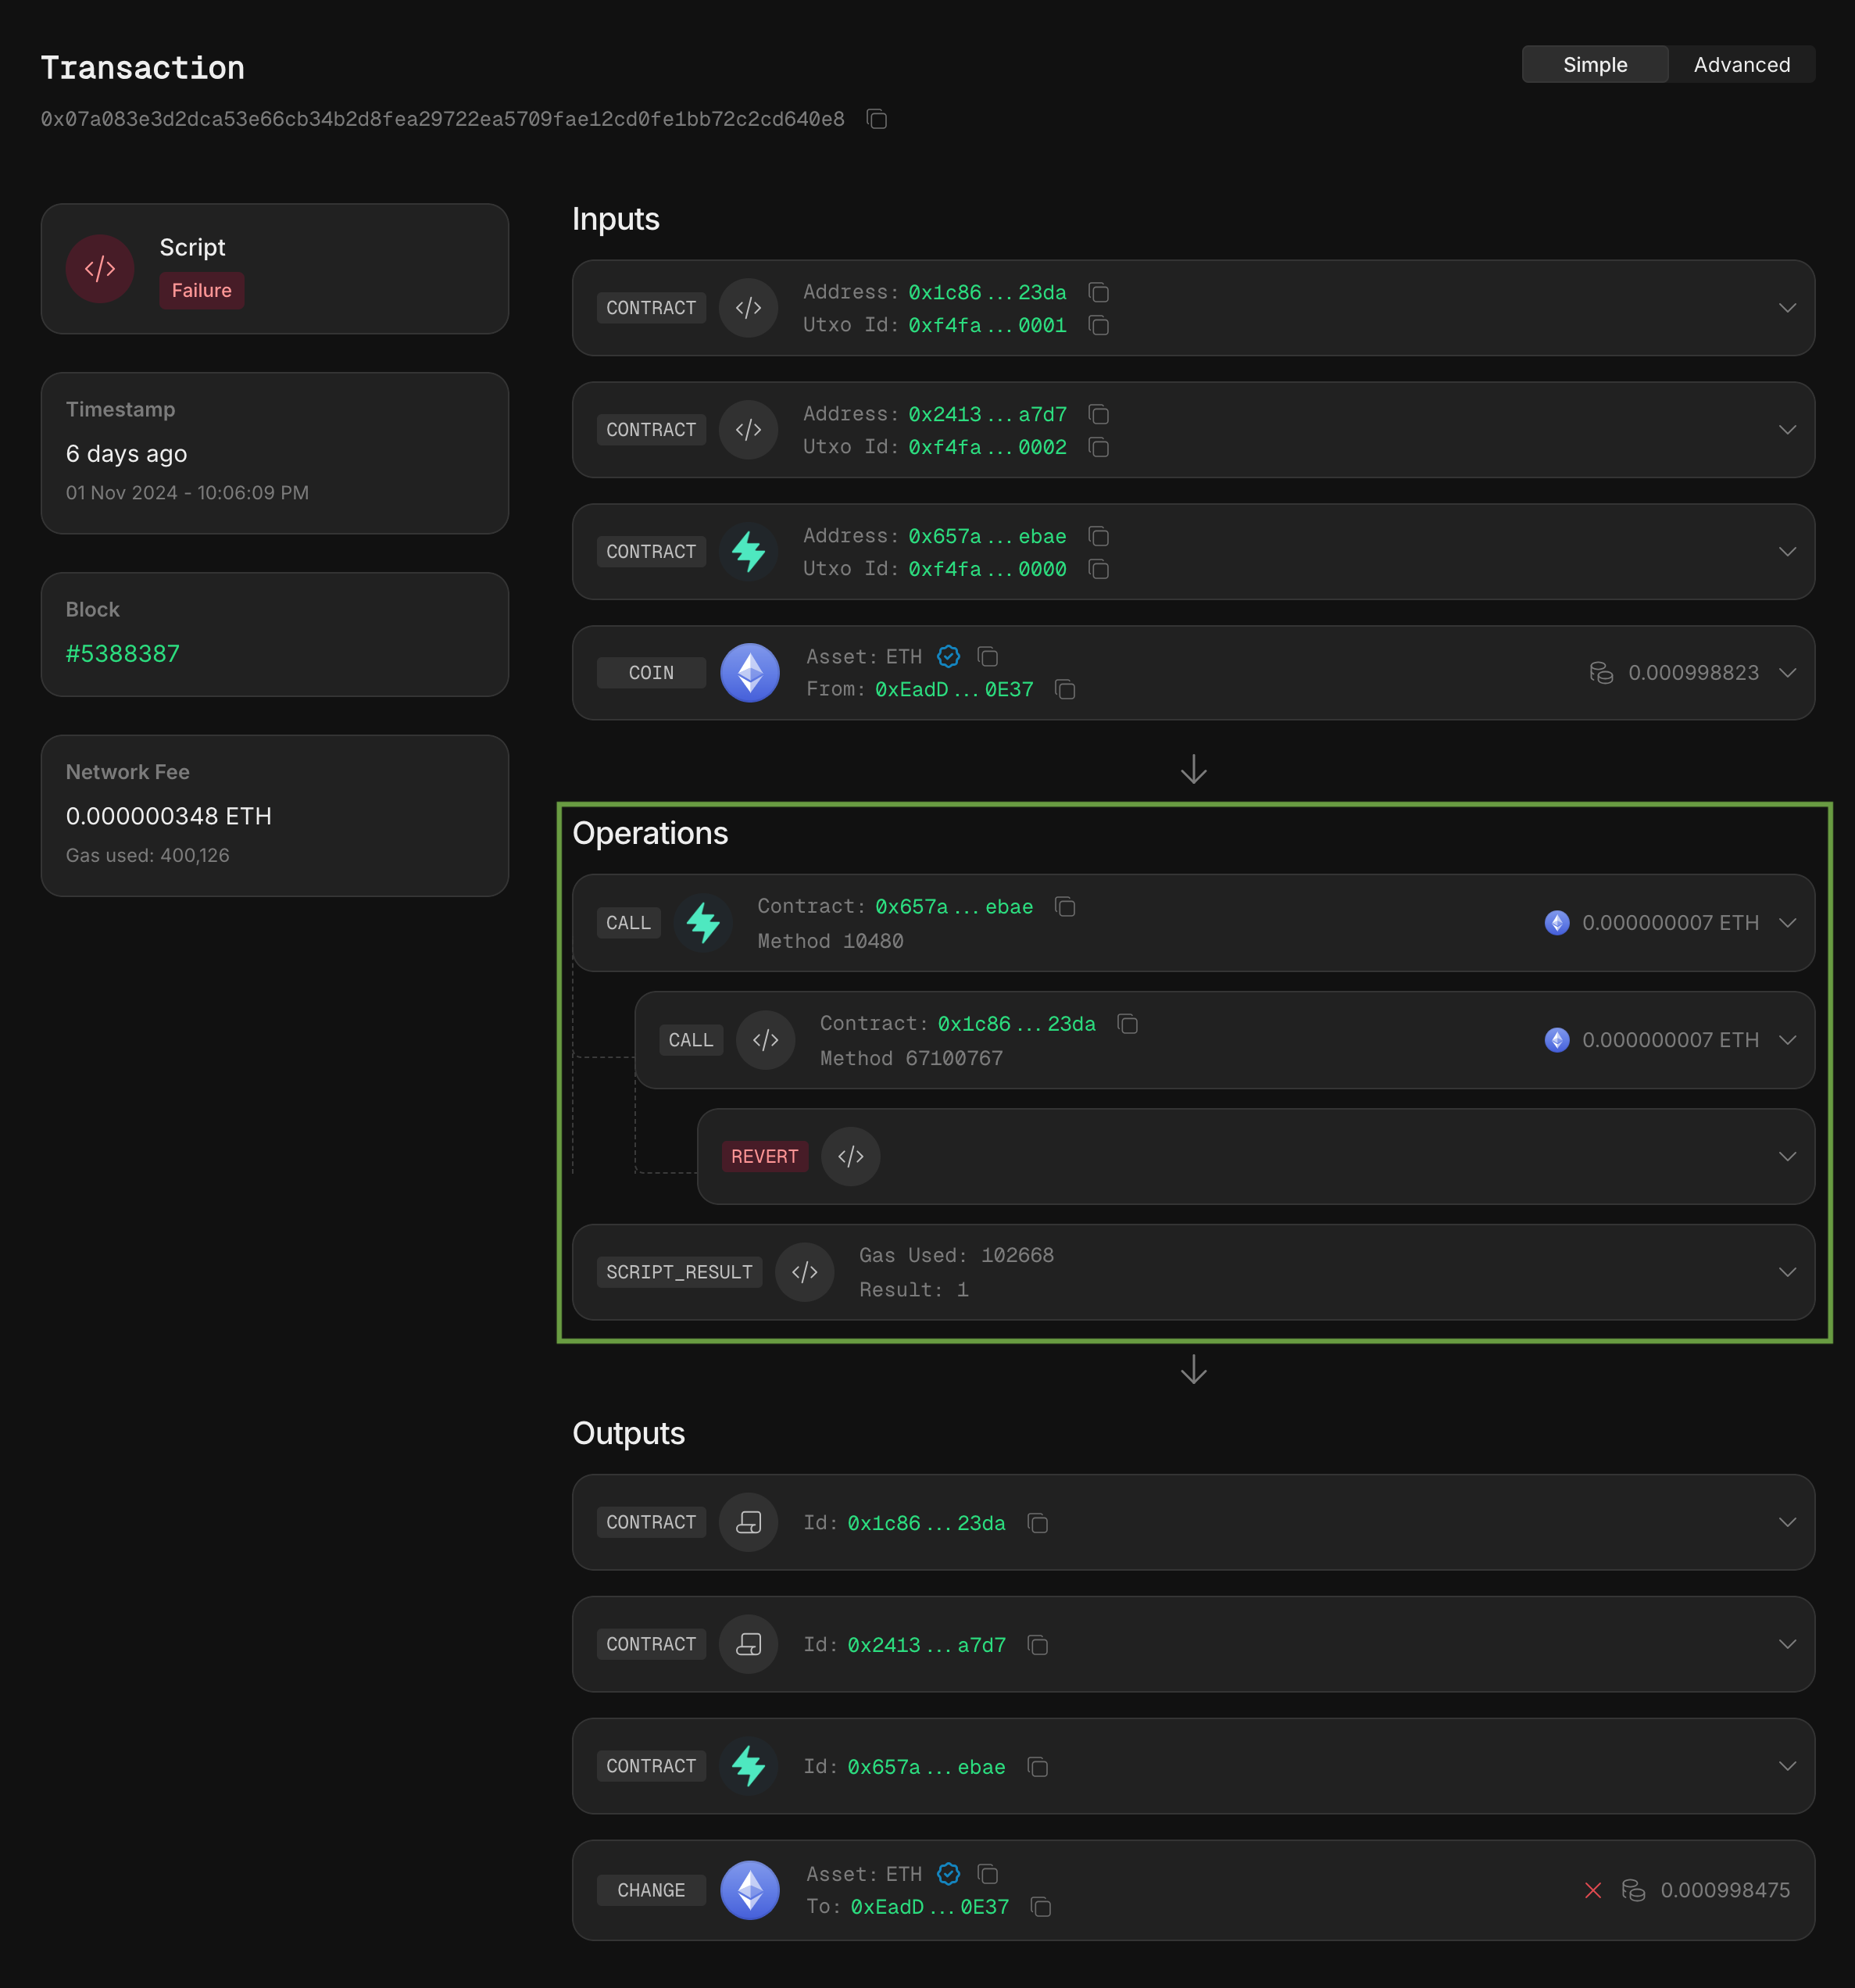 Transaction
Simple
Advanced
0x07a083e3d2dca53e66cb34b2d8fea29722ea5709fae12cd0fe1bb72c2cd640e8
Script
Failure
Timestamp
6 days ago
01 Nov 2024 - 10:06:09 PM
Block
#5388387
Network Fee
0.000000348 ETH
Gas used: 400,126
Inputs
CONTRACT
Address: 0x1c86...23da
Utxo Id: 0xf4fa...0001
CONTRACT
Address: 0x2413...a7d7
Utxo Id: 0xf4fa...0002
CONTRACT
Address: 0x657a...ebae
Utxo Id: 0xf4fa...0000
COIN
Asset: ETH
From: 0xEadD...0E37
0.000998823
Operations
CALL
Contract: 0x657a...ebae
Method 10480
0.000000007 ETH
CALL
Contract: 0x1c86...23da
Method 67100767
0.000000007 ETH
REVERT
SCRIPT_RESULT
Gas Used: 102668
Result: 1
Outputs
CONTRACT
Id: 0x1c86...23da
CONTRACT
Id: 0x2413...a7d7
CONTRACT
Id: 0x657a...ebae
CHANGE
Asset: ETH
To: 0xEadD...0E37
0.000998475